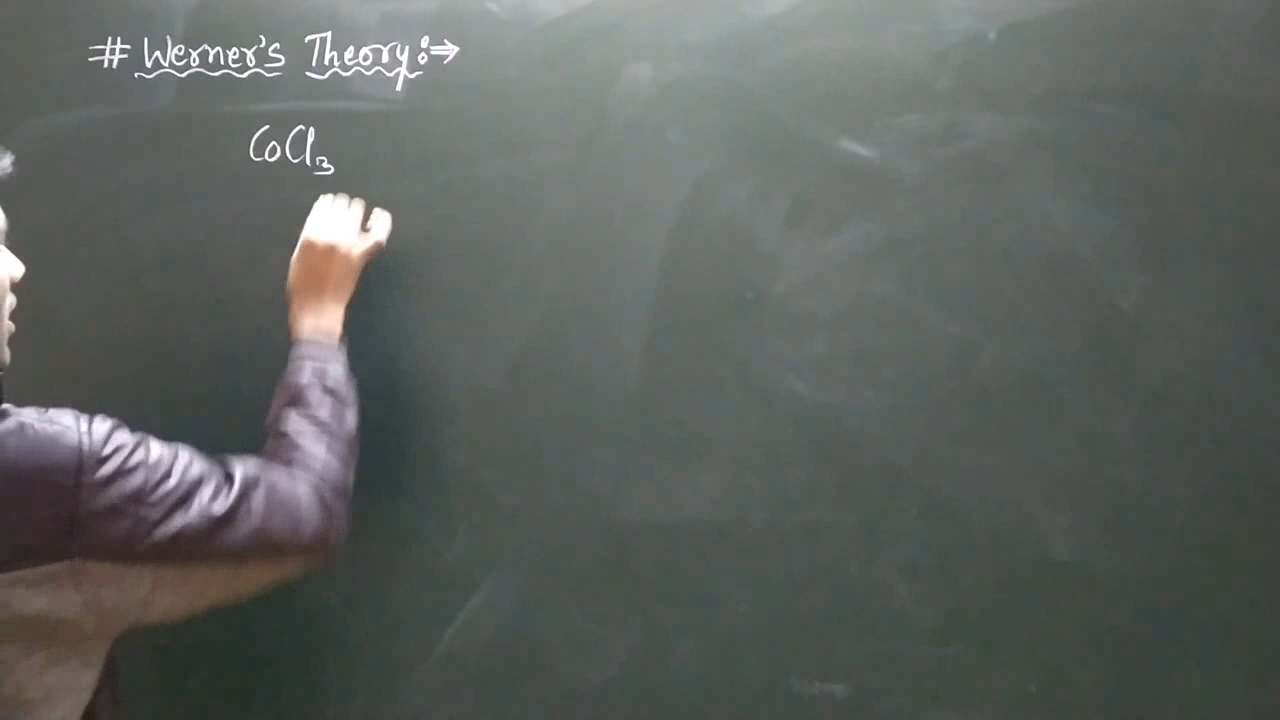 # Werner's Theory :⇒
CoCl₃